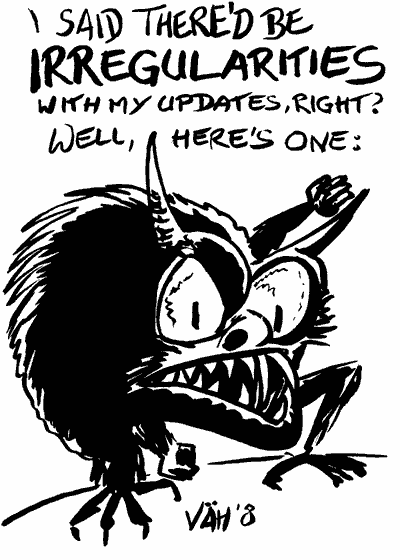 I SAID THERE'D BE
IRREGULARITIES
WITH MY UPDATES, RIGHT?
WELL, HERE'S ONE:
VÄH '8